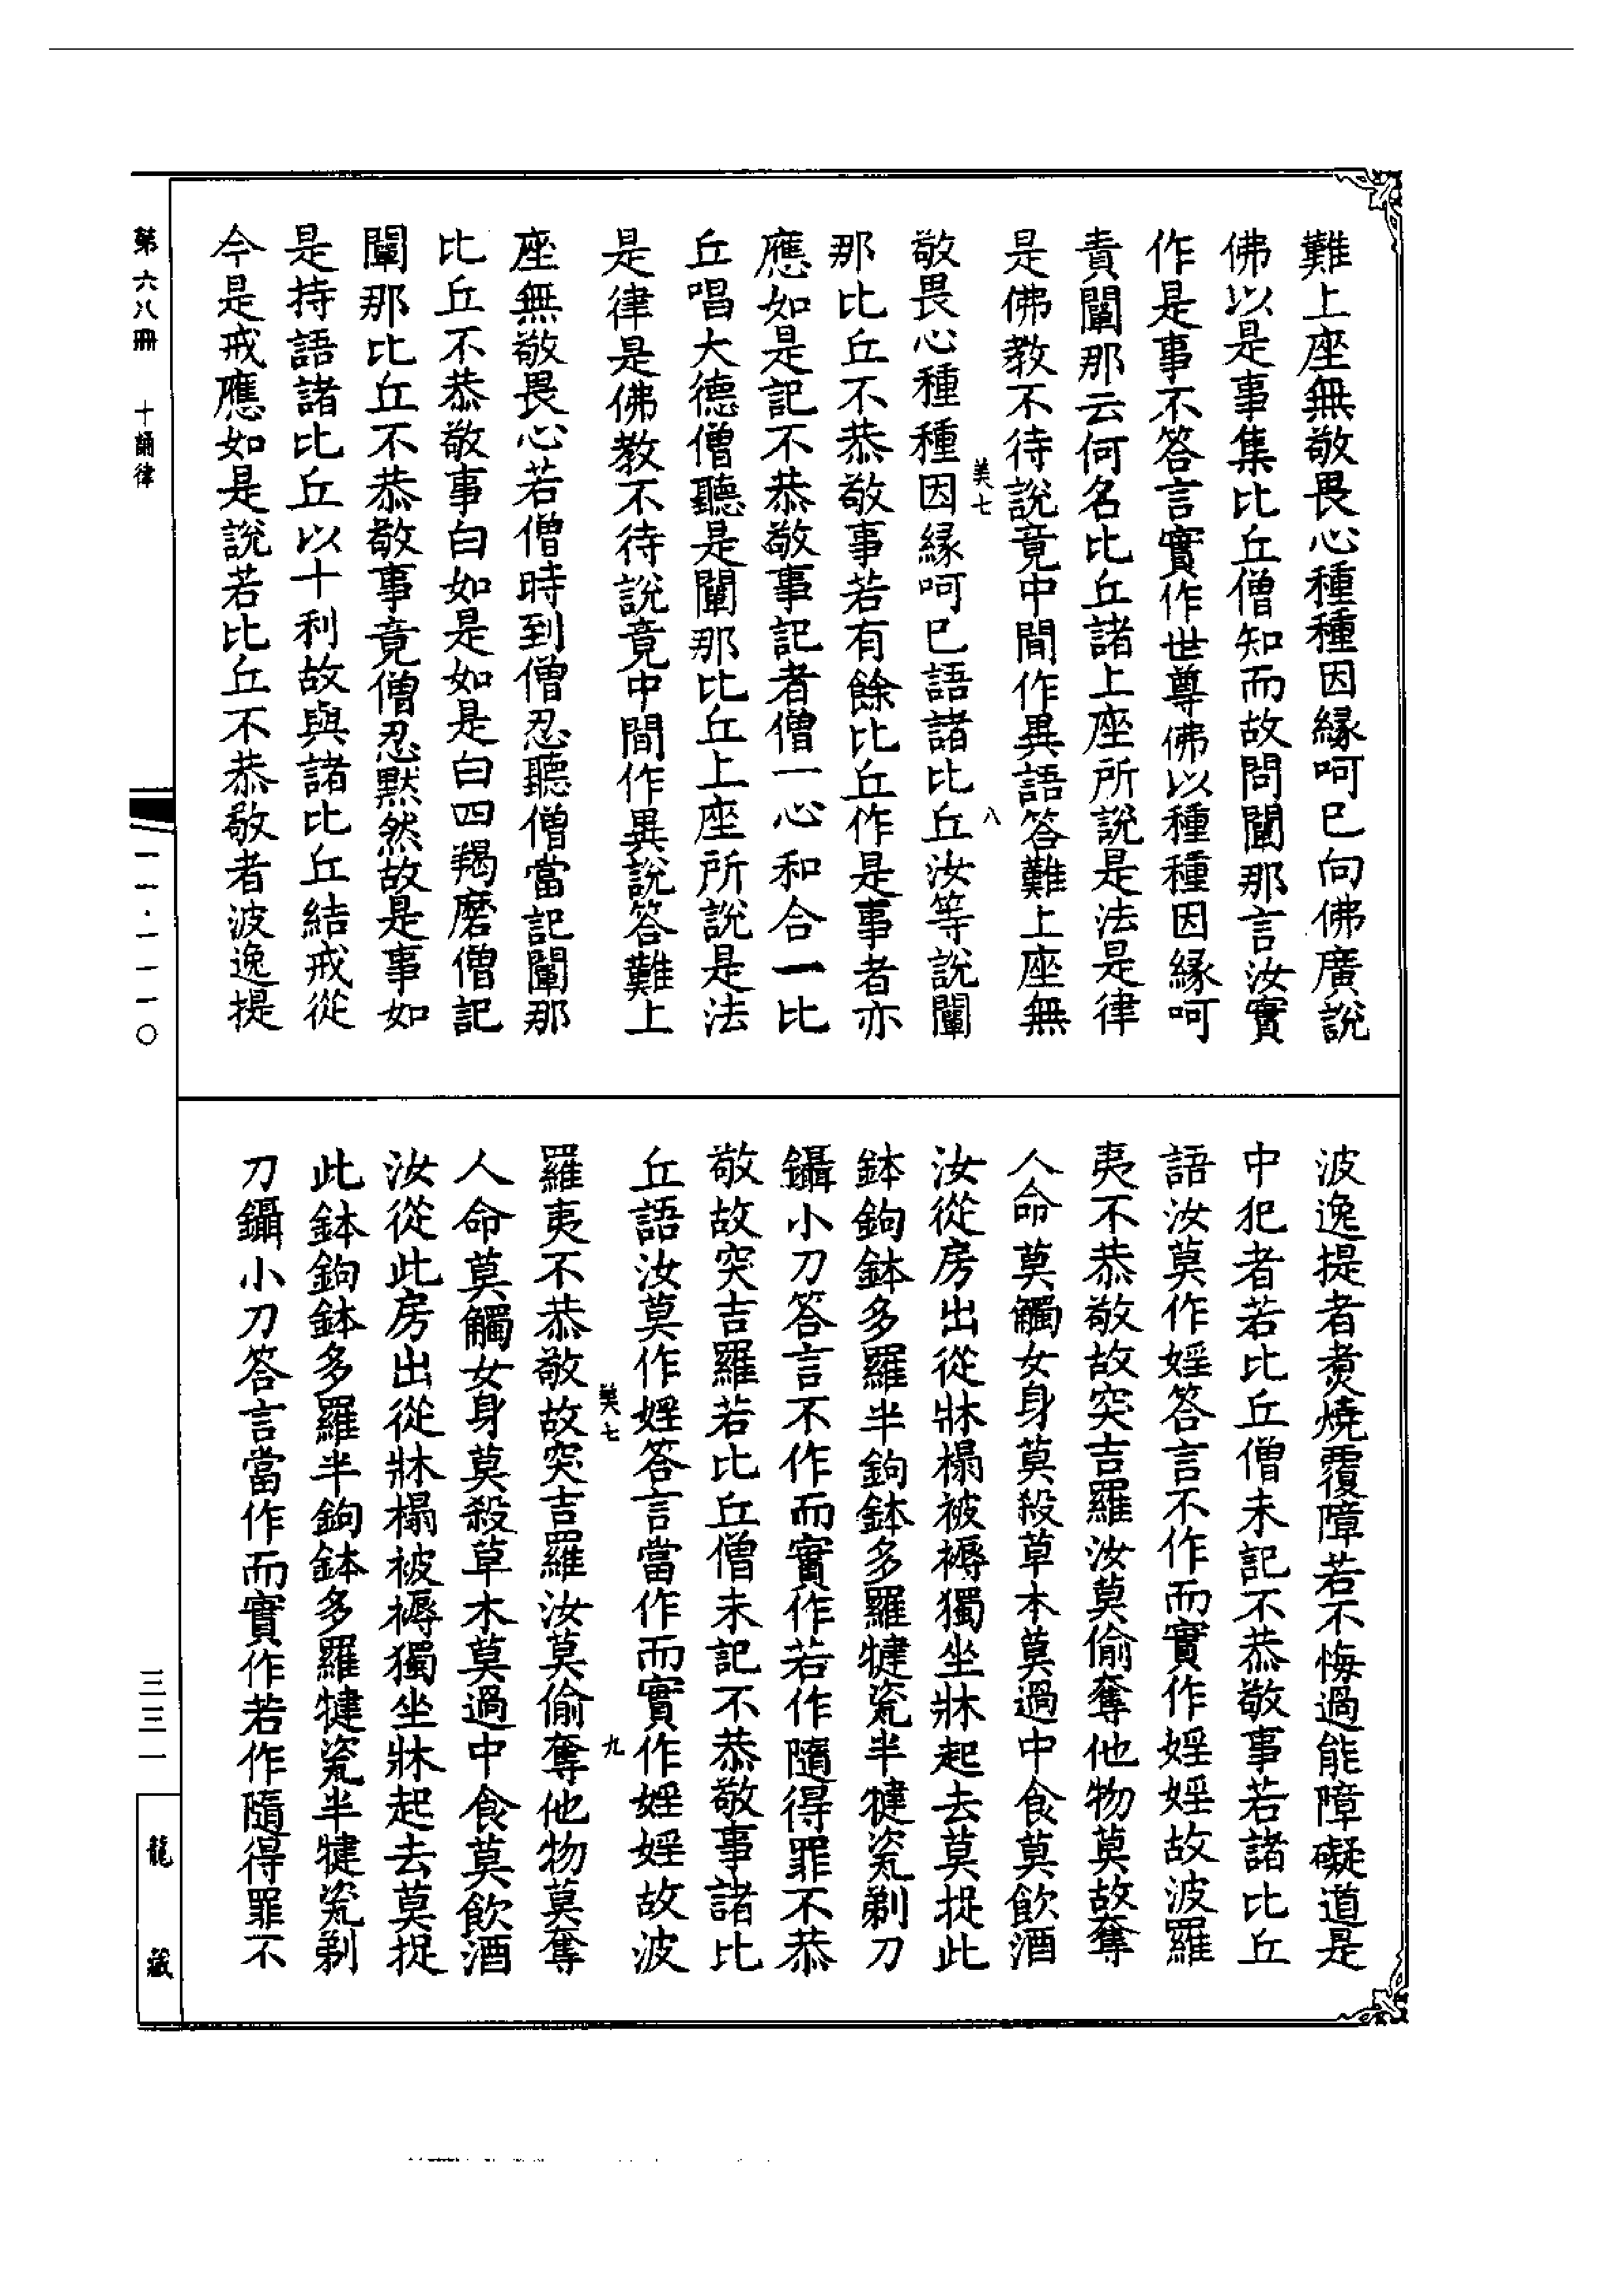 難上座無敬畏心種種因緣呵已向佛廣說
佛以是事集比丘僧知而故問闡那言汝實
作是事不答言實作世尊佛以種種因緣呵
責闡那云何名比丘諸上座所說是法是律
是佛教不待說竟中間作異語答難上座無
美七
八
敬畏心種種因緣呵已語諸比丘汝等說闡
那比丘不恭敬事若有餘比丘作是事者亦
應如是記不恭敬事記者僧一心和合一比
丘唱大德僧聽是闡那比丘上座所說是法
是律是佛教不待說竟中間作異說答難上
座無敬畏心若僧時到僧忍聽僧當記闡那
比丘不恭敬事白如是如是白四羯磨僧記
闡那比丘不恭敬事竟僧忍默然故是事如
是持語諸比丘以十利故與諸比丘結戒從
今是戒應如是說若比丘不恭敬者波逸提
波逸提者煑燒覆障若不悔過能障礙道是
中犯者若比丘僧未記不恭敬事若諸比丘
語汝莫作婬答言不作而實作婬婬故波羅
夷不恭敬故突吉羅汝莫偷奪他物莫故奪
人命莫觸女身莫殺草木莫過中食莫飲酒
汝從房出從牀榻被褥獨坐牀起去莫捉此
鉢鉤鉢多羅半鉤鉢多羅犍瓷半犍瓷剃刀
鑷小刀答言不作而實作若作隨得罪不恭
敬故突吉羅若比丘僧未記不恭敬事諸比
丘語汝莫作婬答言當作而實作婬婬故波
美七
九
羅夷不恭敬故突吉羅汝莫偷奪他物莫奪
人命莫觸女身莫殺草木莫過中食莫飲酒
汝從此房出從牀榻被褥獨坐牀起去莫捉
此鉢鉤鉢多羅半鉤鉢多羅犍瓷半犍瓷剃
刀鑷小刀答言當作而實作若作隨得罪不
第六八冊 十誦律
一一·一一一〇
三三一
龍藏